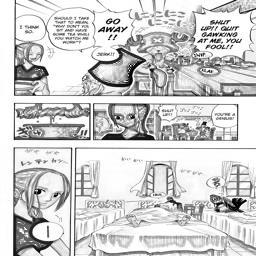 I THINK
SO.
SHOULD I TAKE
THAT TO MEAN,
"WHY DON'T YOU
SIT AND HAVE
SOME TEA WHILE
YOU WATCH ME
WORK"?
GO
AWAY
!!
JERK!!
SHUT
UP!! QUIT
GAWKING
AT ME, YOU
FOOL!!
SHUT
UP!!
YOU'RE A
GENIUS!